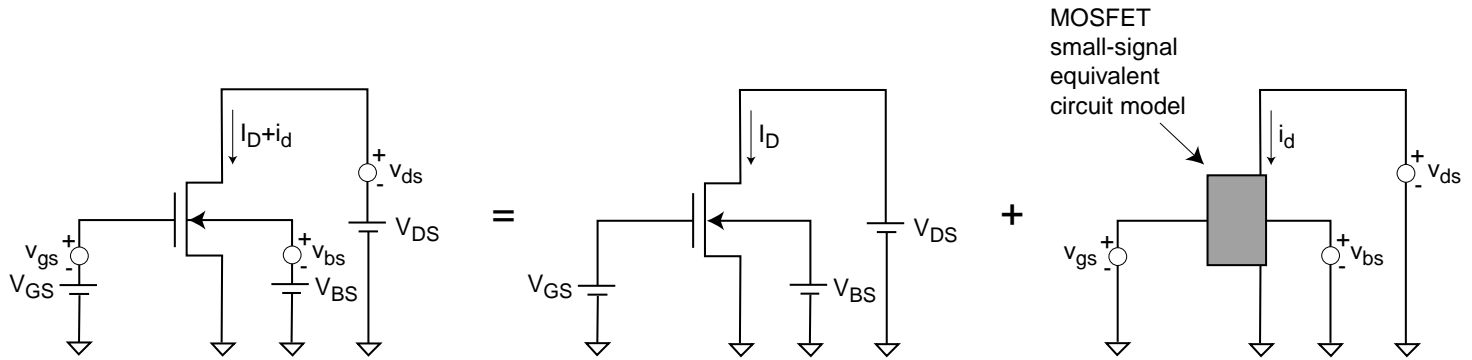 MOSFET
small-signal
equivalent
circuit model
I_D+i_d
+
v_ds
-
V_DS
+
v_gs
-
V_GS
+
v_bs
-
V_BS
=
I_D
V_DS
V_GS
V_BS
+
i_d
+
v_ds
-
+
v_gs
-
+
v_bs
-